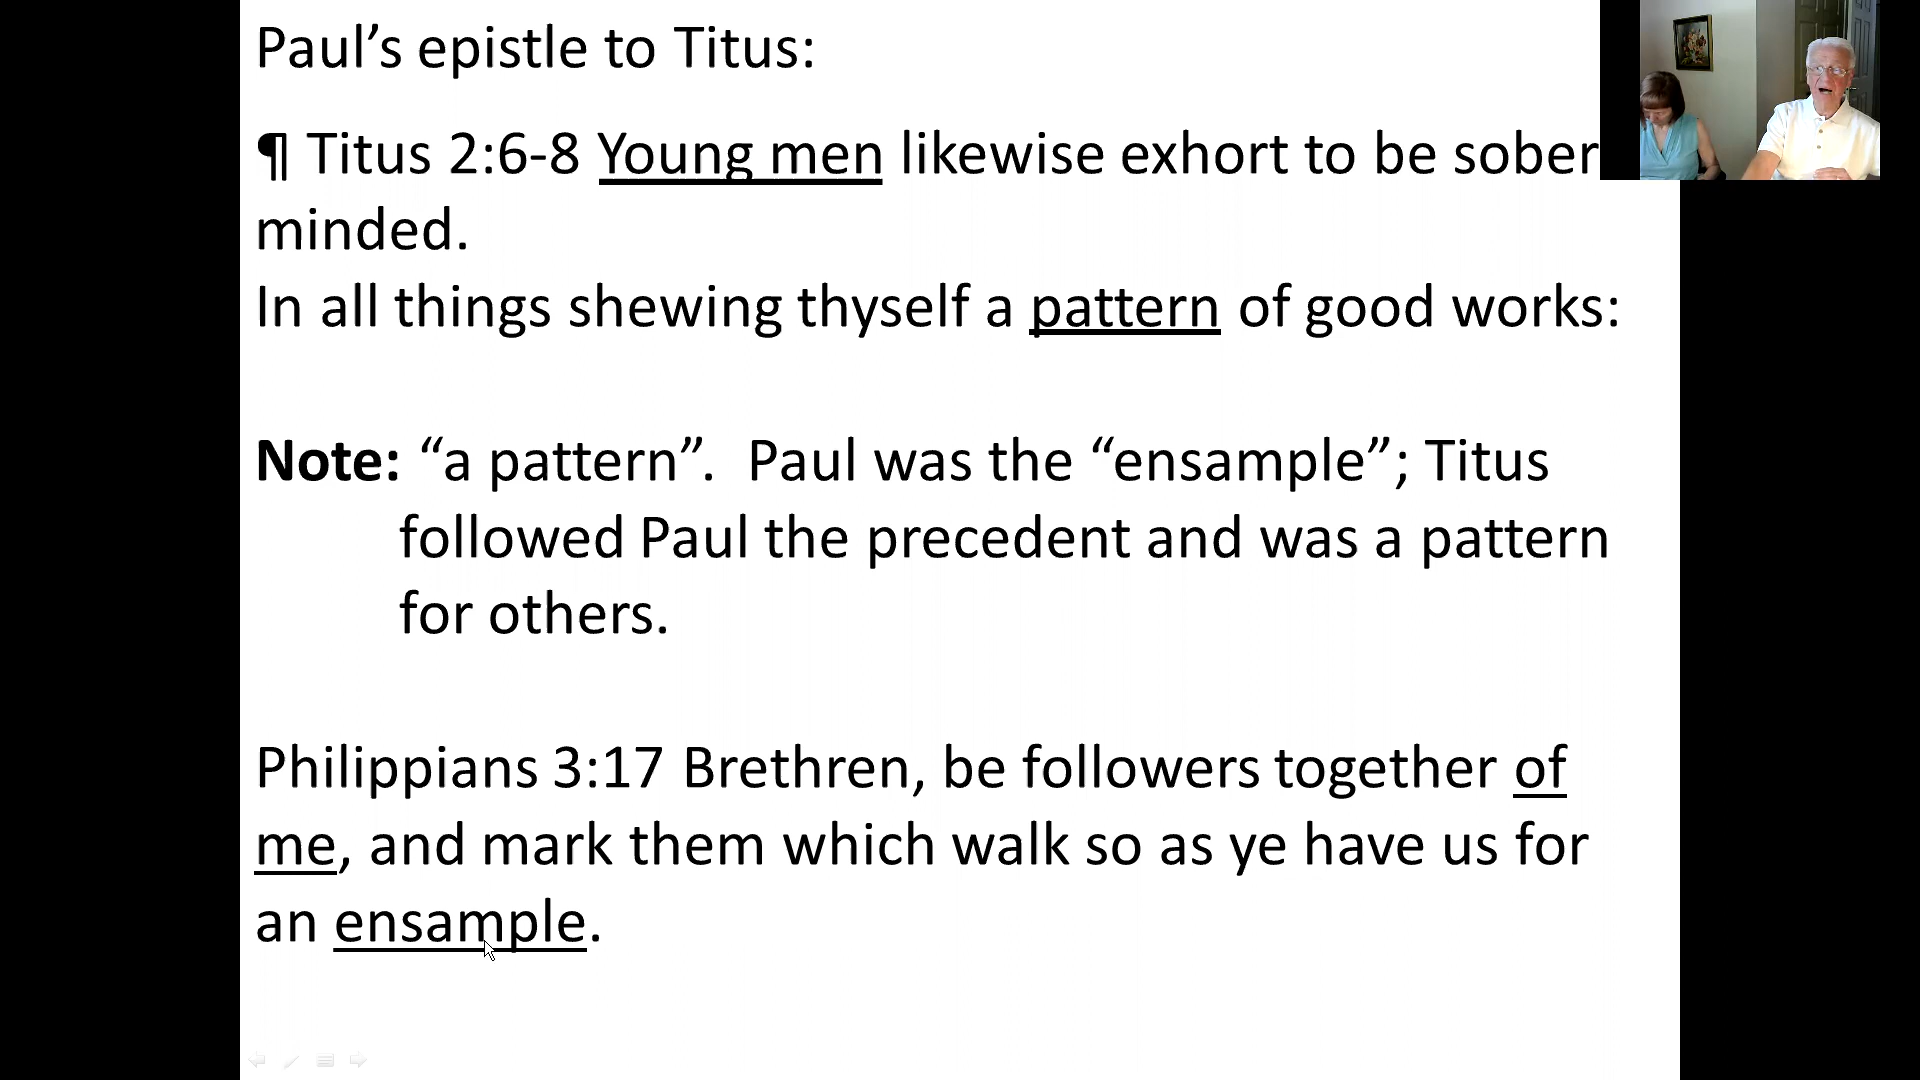 Paul’s epistle to Titus:
¶ Titus 2:6-8 Young men likewise exhort to be sober
minded.
In all things shewing thyself a pattern of good works:
Note: “a pattern”. Paul was the “ensample”; Titus
followed Paul the precedent and was a pattern
for others.
Philippians 3:17 Brethren, be followers together of
me, and mark them which walk so as ye have us for
an ensample.